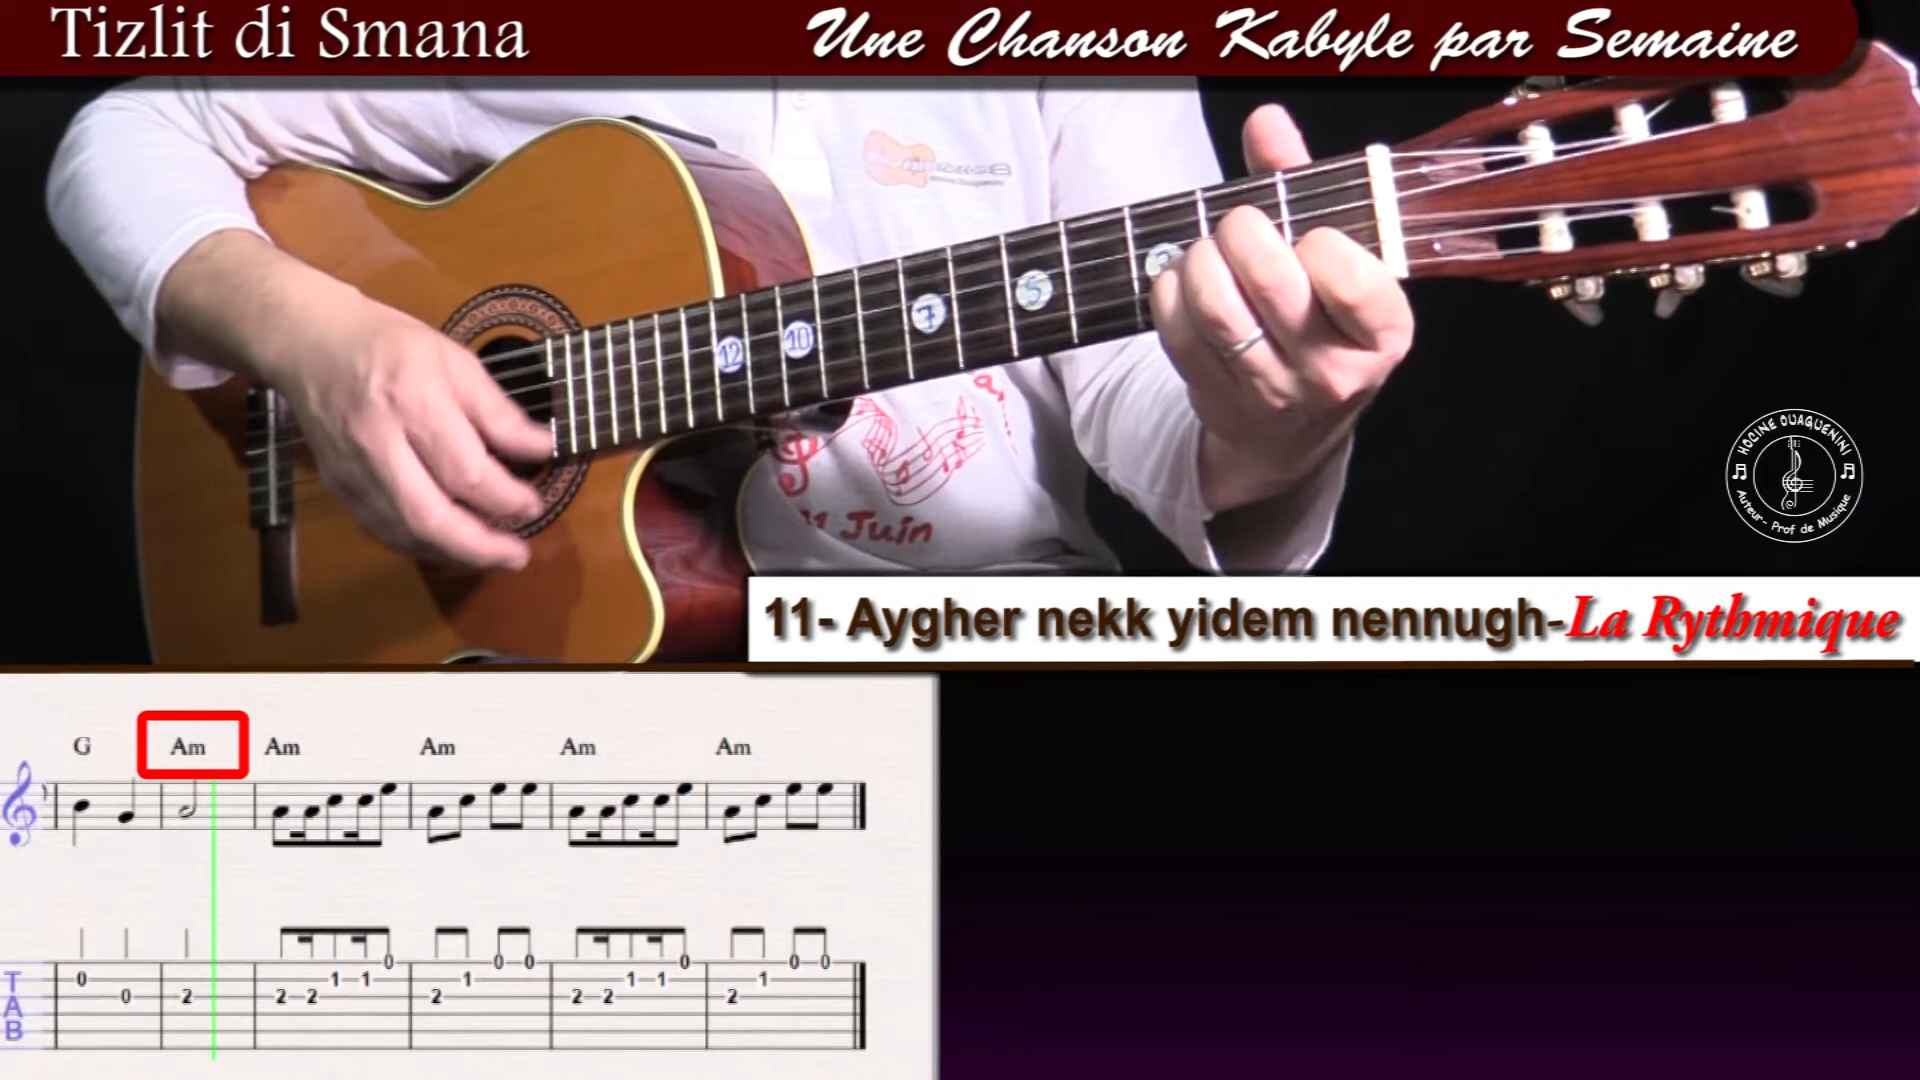 Tizlit di Smana
Une Chanson Kabyle par Semaine
12
10
7
5
3
11 Juin
HOCINE OUAGUENINI
Auteur- Prof de Musique
11- Aygher nekk yidem nennugh-La Rythmique
G Am Am Am Am Am
T
A
B
0 0 2 2 2 1 1 0 2 1 0 0 2 2 1 1 0 2 1 0 0